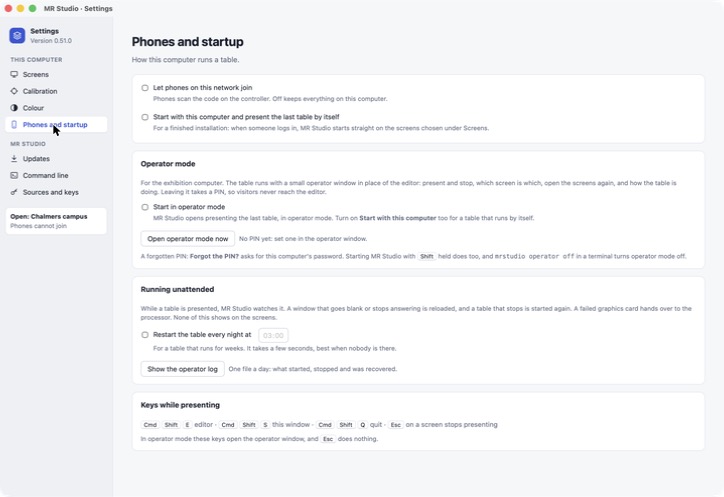 MR Studio · Settings
Settings
Version 0.51.0
THIS COMPUTER
Screens
Calibration
Colour
Phones and startup
MR STUDIO
Updates
Command line
Sources and keys
Open: Chalmers campus
Phones cannot join
Phones and startup
How this computer runs a table.
Let phones on this network join
Phones scan the code on the controller. Off keeps everything on this computer.
Start with this computer and present the last table by itself
For a finished installation: when someone logs in, MR Studio starts straight on the screens chosen under Screens.
Operator mode
For the exhibition computer. The table runs with a small operator window in place of the editor: present and stop, which screen is which, open the screens again, and how the table is
doing. Leaving it takes a PIN, so visitors never reach the editor.
Start in operator mode
MR Studio opens presenting the last table, in operator mode. Turn on Start with this computer too for a table that runs by itself.
Open operator mode now No PIN yet: set one in the operator window.
A forgotten PIN: Forgot the PIN? asks for this computer's password. Starting MR Studio with Shift held does too, and mrstudio operator off in a terminal turns operator mode off.
Running unattended
While a table is presented, MR Studio watches it. A window that goes blank or stops answering is reloaded, and a table that stops is started again. A failed graphics card hands over to the
processor. None of this shows on the screens.
Restart the table every night at 03:00
For a table that runs for weeks. It takes a few seconds, best when nobody is there.
Show the operator log One file a day: what started, stopped and was recovered.
Keys while presenting
Cmd Shift E editor · Cmd Shift S this window · Cmd Shift Q quit · Esc on a screen stops presenting
In operator mode these keys open the operator window, and Esc does nothing.